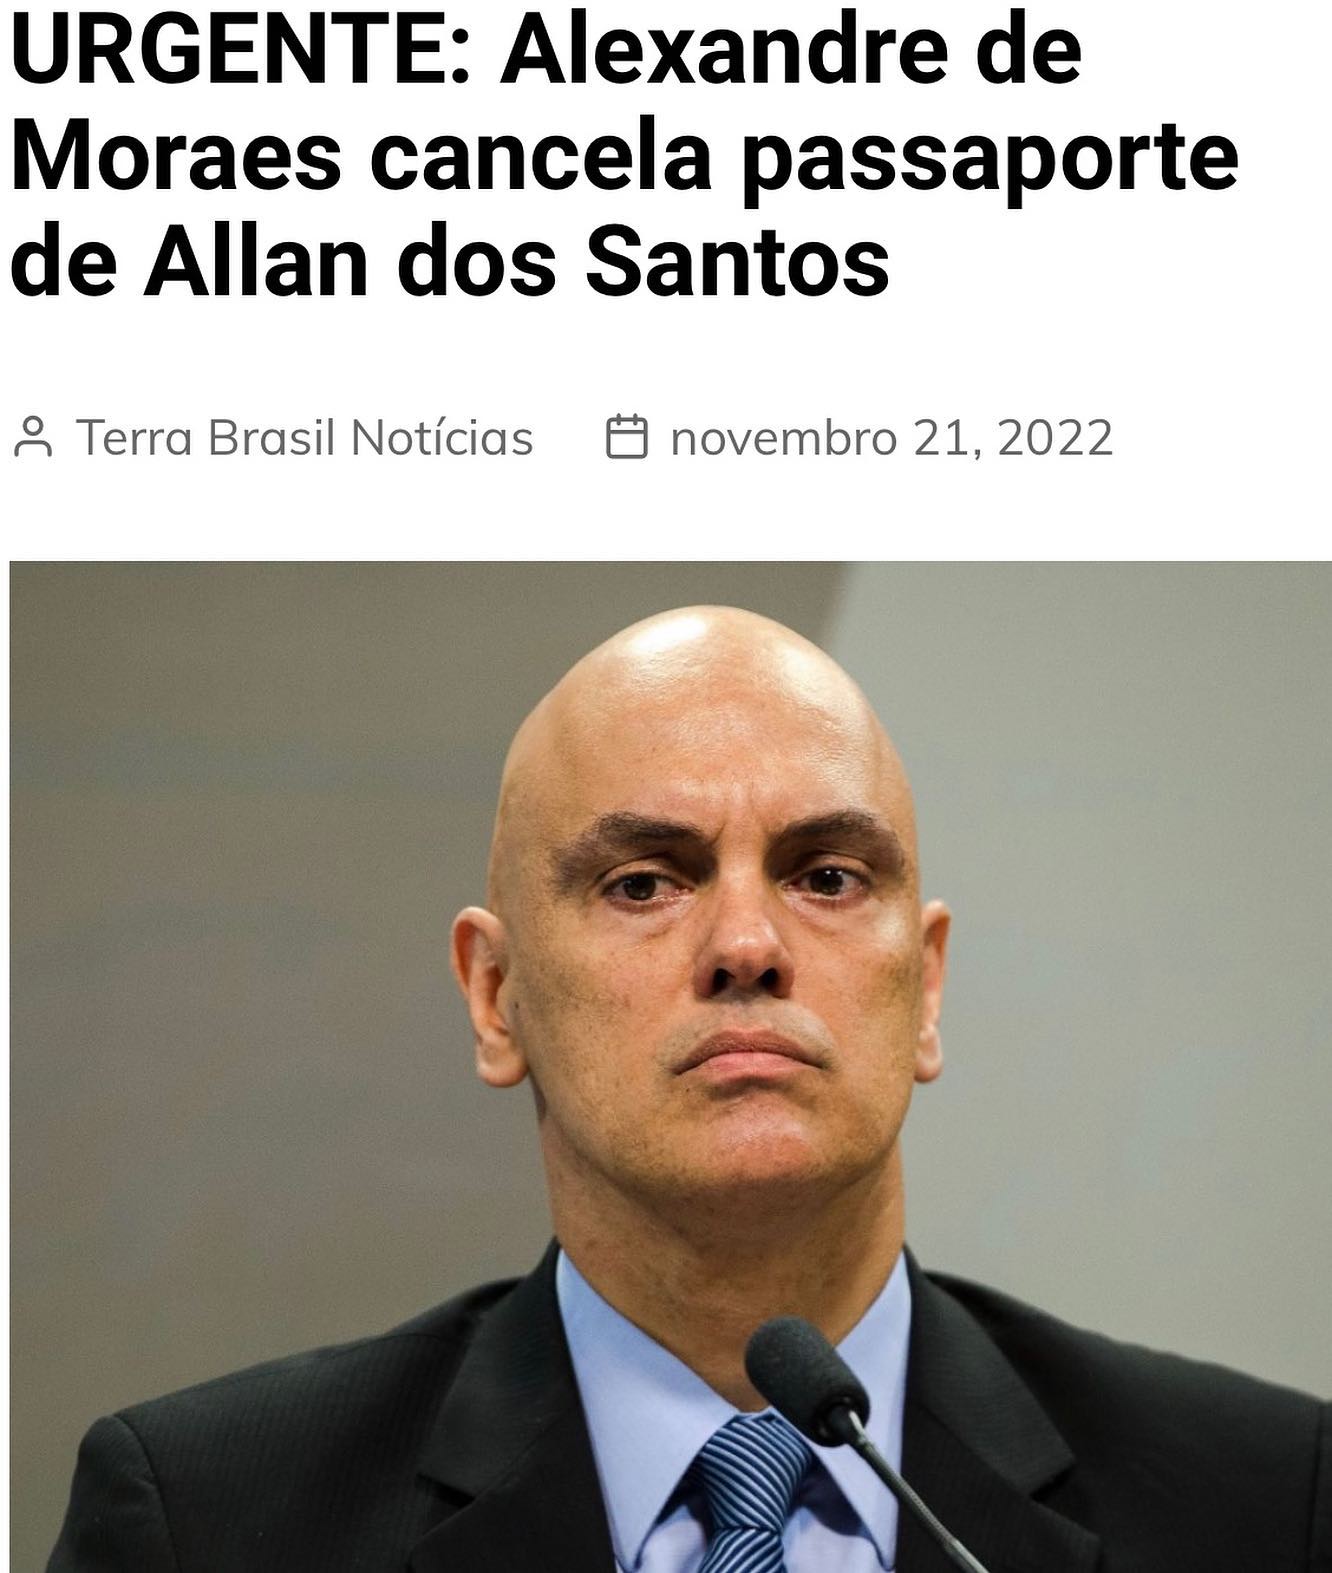 URGENTE: Alexandre de
Moraes cancela passaporte
de Allan dos Santos
Terra Brasil Notícias novembro 21, 2022